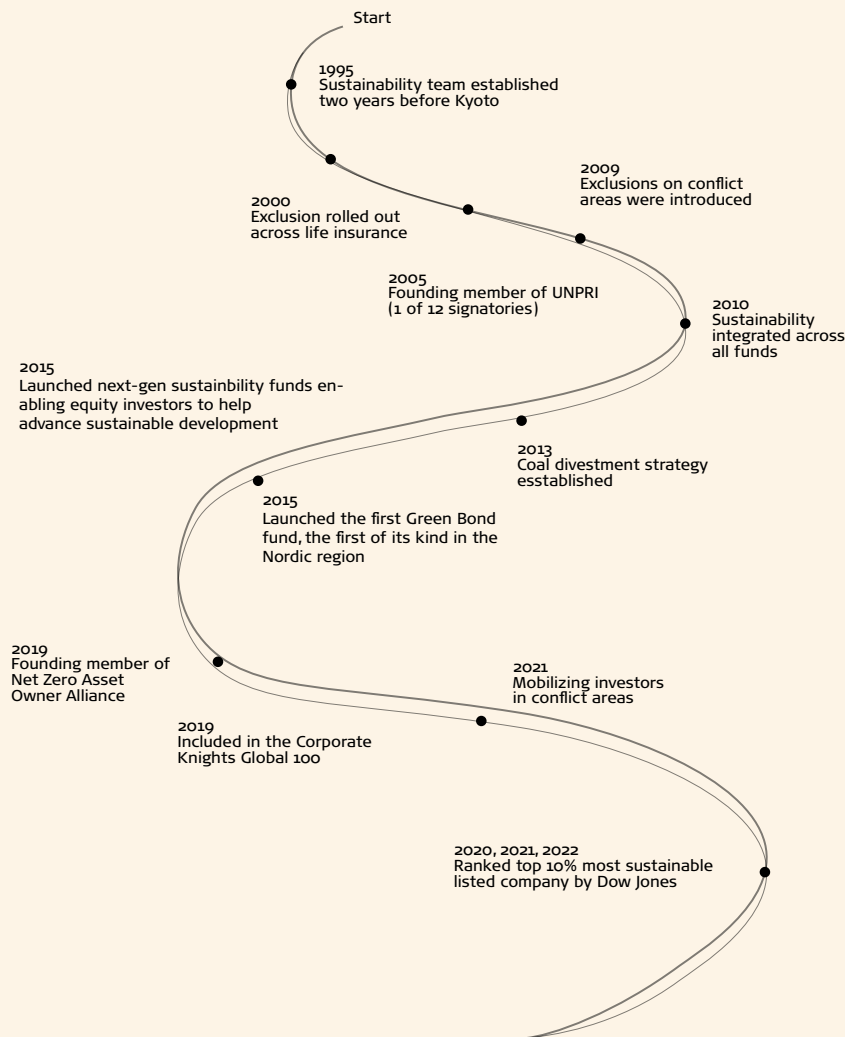 Start
1995
Sustainability team established
two years before Kyoto
2000
Exclusion rolled out
across life insurance
2009
Exclusions on conflict
areas were introduced
2005
Founding member of UNPRI
(1 of 12 signatories)
2010
Sustainability
integrated across
all funds
2015
Launched next-gen sustainbility funds en-
abling equity investors to help
advance sustainable development
2013
Coal divestment strategy
esstablished
2015
Launched the first Green Bond
fund, the first of its kind in the
Nordic region
2019
Founding member of
Net Zero Asset
Owner Alliance
2019
Included in the Corporate
Knights Global 100
2021
Mobilizing investors
in conflict areas
2020, 2021, 2022
Ranked top 10% most sustainable
listed company by Dow Jones